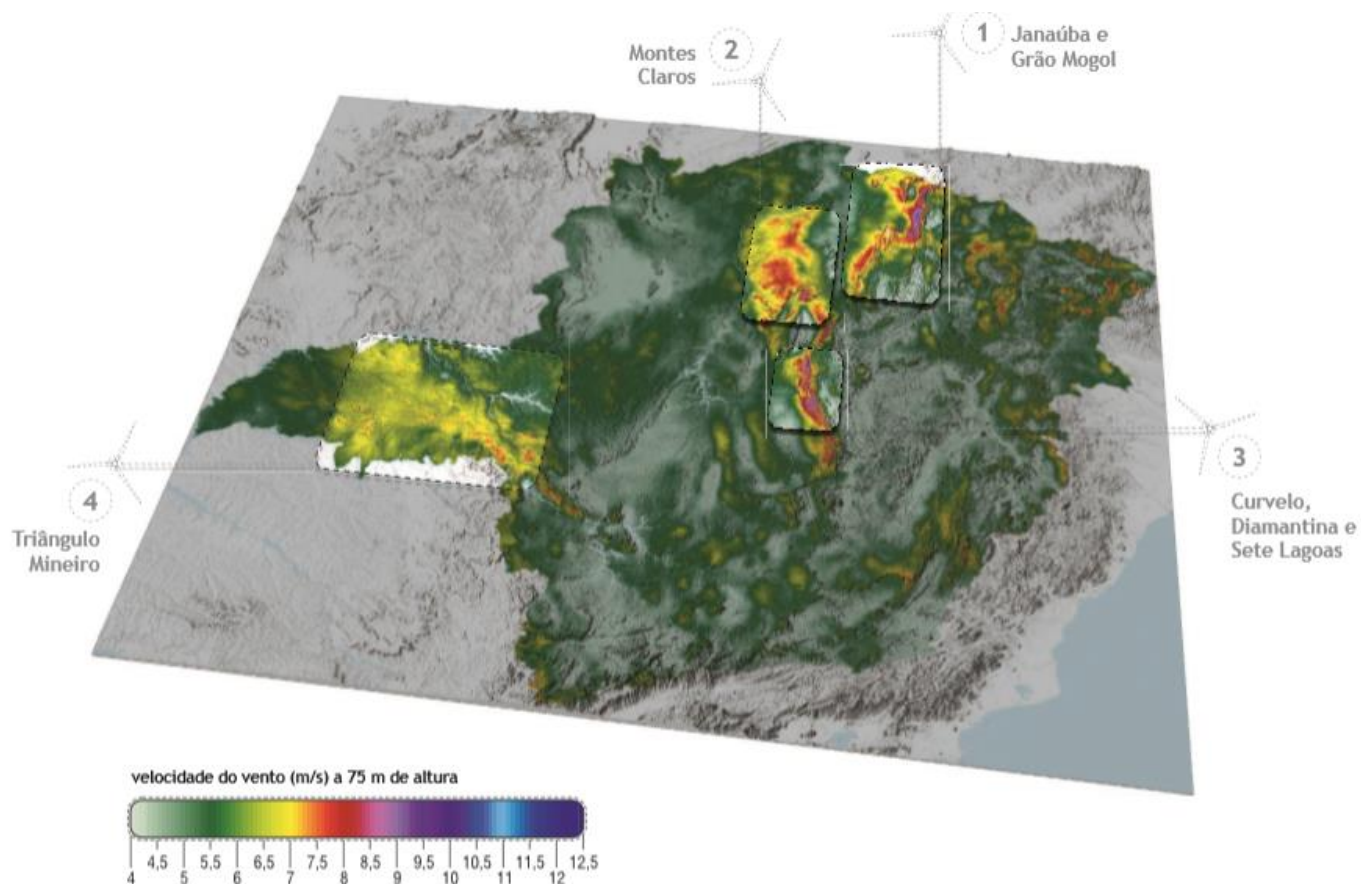 1
Janaúba e
Grão Mogol
2
Montes
Claros
3
Curvelo,
Diamantina e
Sete Lagoas
4
Triângulo
Mineiro
velocidade do vento (m/s) a 75 m de altura
4,5 5,5 6,5 7,5 8,5 9,5 10,5 11,5 12,5
4 5 6 7 8 9 10 11 12